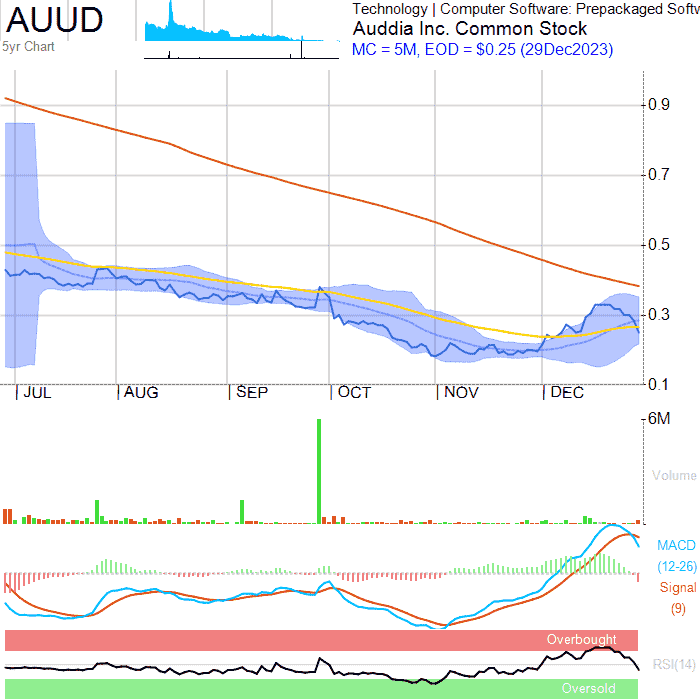 AUUD
5yr Chart
Technology | Computer Software: Prepackaged Softw
Auddia Inc. Common Stock
MC = 5M, EOD = $0.25 (29Dec2023)
0.9
0.7
0.5
0.3
0.1
JUL AUG SEP OCT NOV DEC
6M
Volume
MACD
(12-26)
Signal
(9)
Overbought
RSI(14)
Oversold